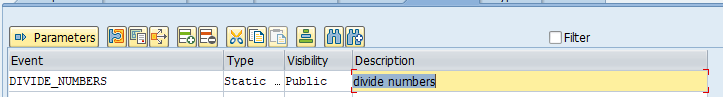 Parameters Filter
Event Type Visibility Description
DIVIDE_NUMBERS Static … Public divide numbers